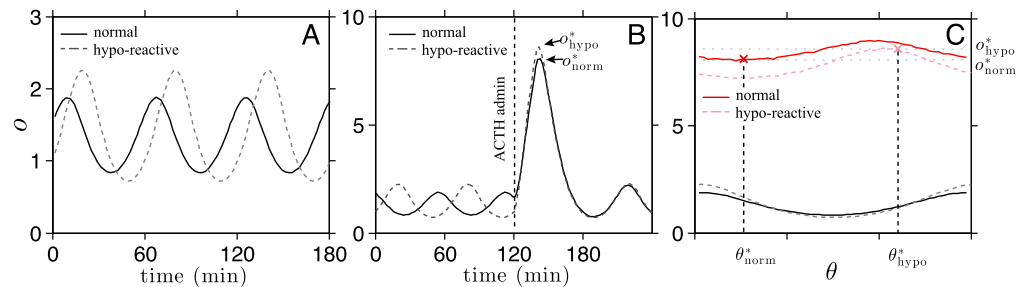 A
normal
hypo-reactive
3
2
1
0
o
0
60
120
180
time (min)
B
normal
hypo-reactive
o*hypo
o*norm
ACTH admin
10
5
0
0
60
120
180
time (min)
C
o*hypo
o*norm
normal
hypo-reactive
10
5
0
θ*norm
θ*hypo
θ